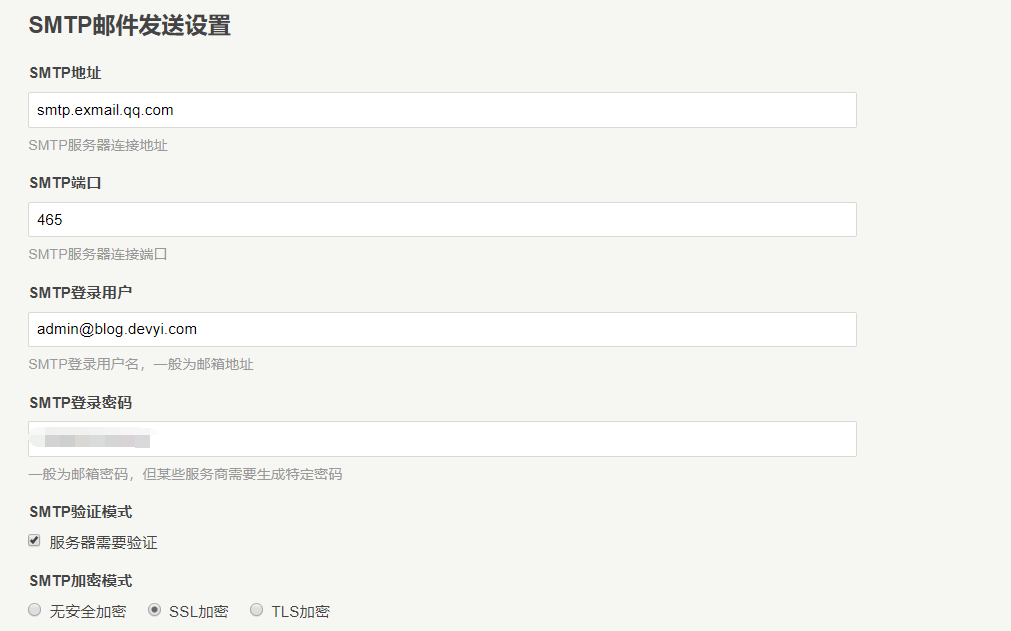 SMTP邮件发送设置
SMTP地址
smtp.exmail.qq.com
SMTP服务器连接地址
SMTP端口
465
SMTP服务器连接端口
SMTP登录用户
admin@blog.devyi.com
SMTP登录用户名，一般为邮箱地址
SMTP登录密码
一般为邮箱密码，但某些服务商需要生成特定密码
SMTP验证模式
服务器需要验证
SMTP加密模式
无安全加密 SSL加密 TLS加密